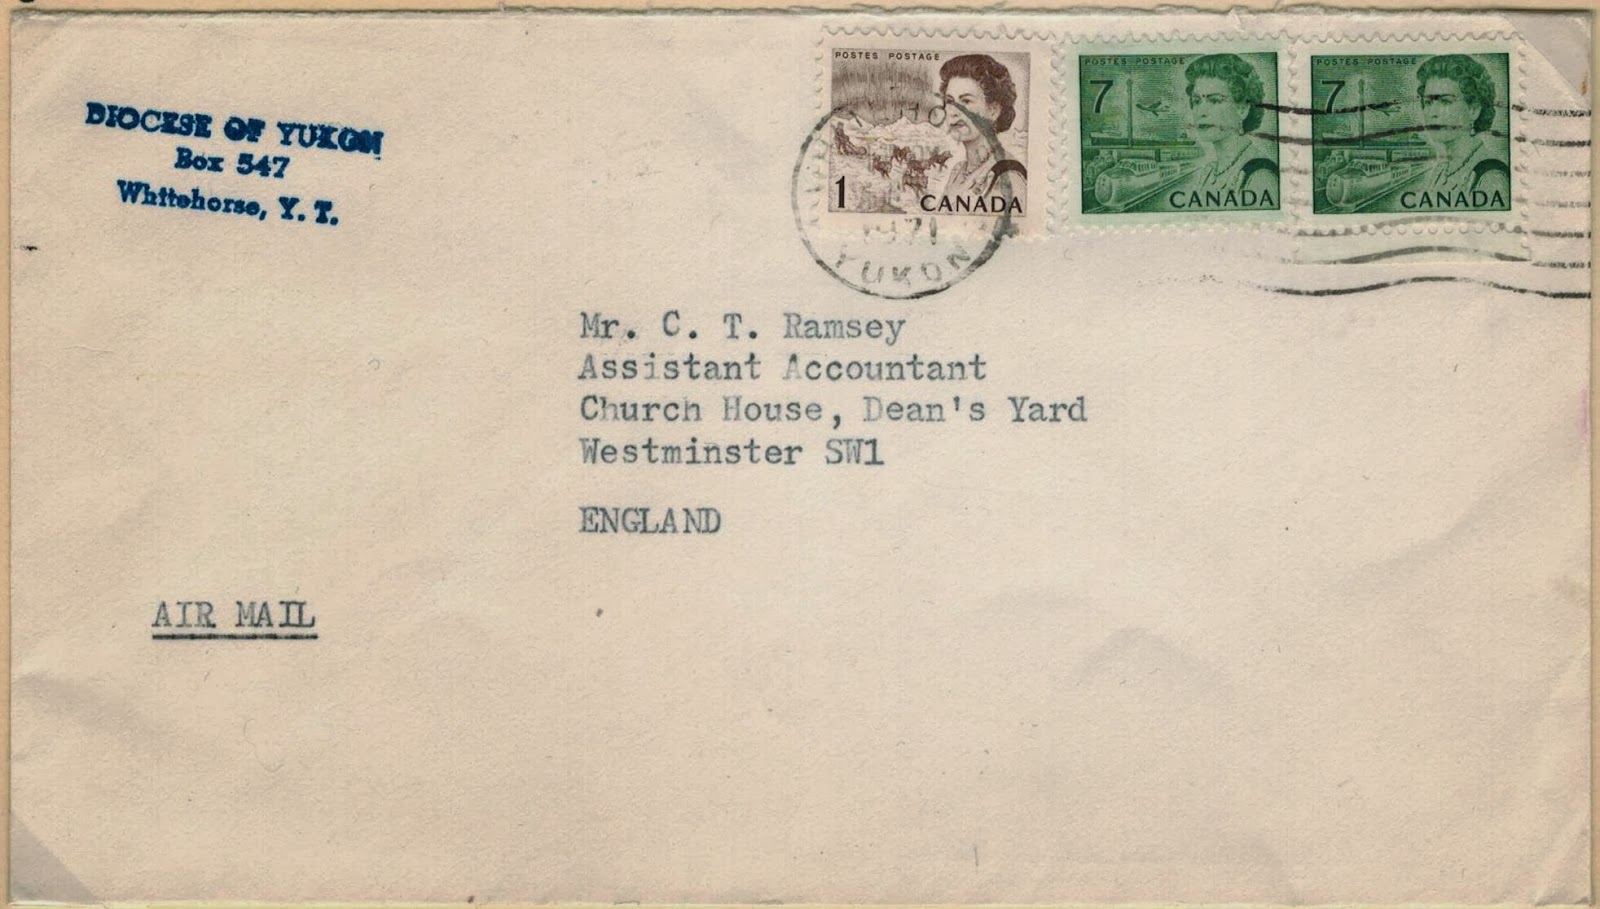 DIOCESE OF YUKON
Box 547
Whitehorse, Y. T.
POSTES POSTAGE
1
CANADA
POSTES POSTAGE
7
CANADA
POSTES POSTAGE
7
CANADA
1971
YUKON
Mr. C. T. Ramsey
Assistant Accountant
Church House, Dean's Yard
Westminster SW1
ENGLAND
AIR MAIL